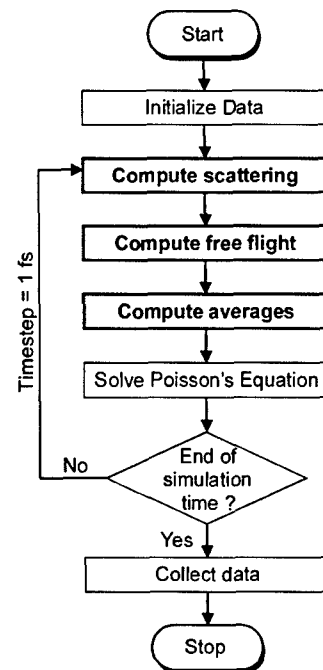 Start
Initialize Data
Compute scattering
Compute free flight
Compute averages
Solve Poisson's Equation
End of
simulation
time ?
No
Timestep = 1 fs
Yes
Collect data
Stop